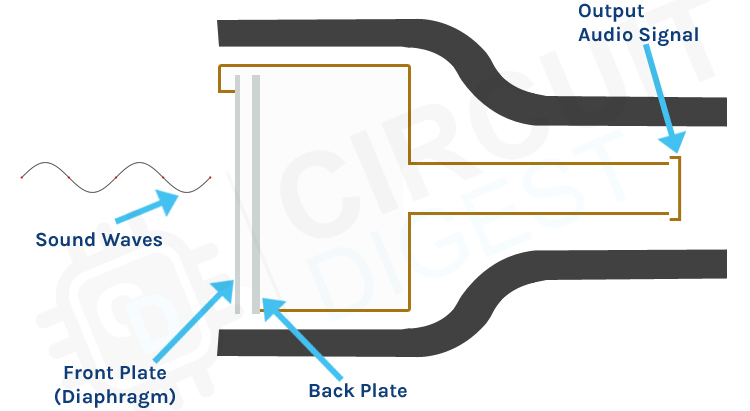 Output
Audio Signal
CIRCUIT
DIGEST
Sound Waves
Front Plate
(Diaphragm)
Back Plate